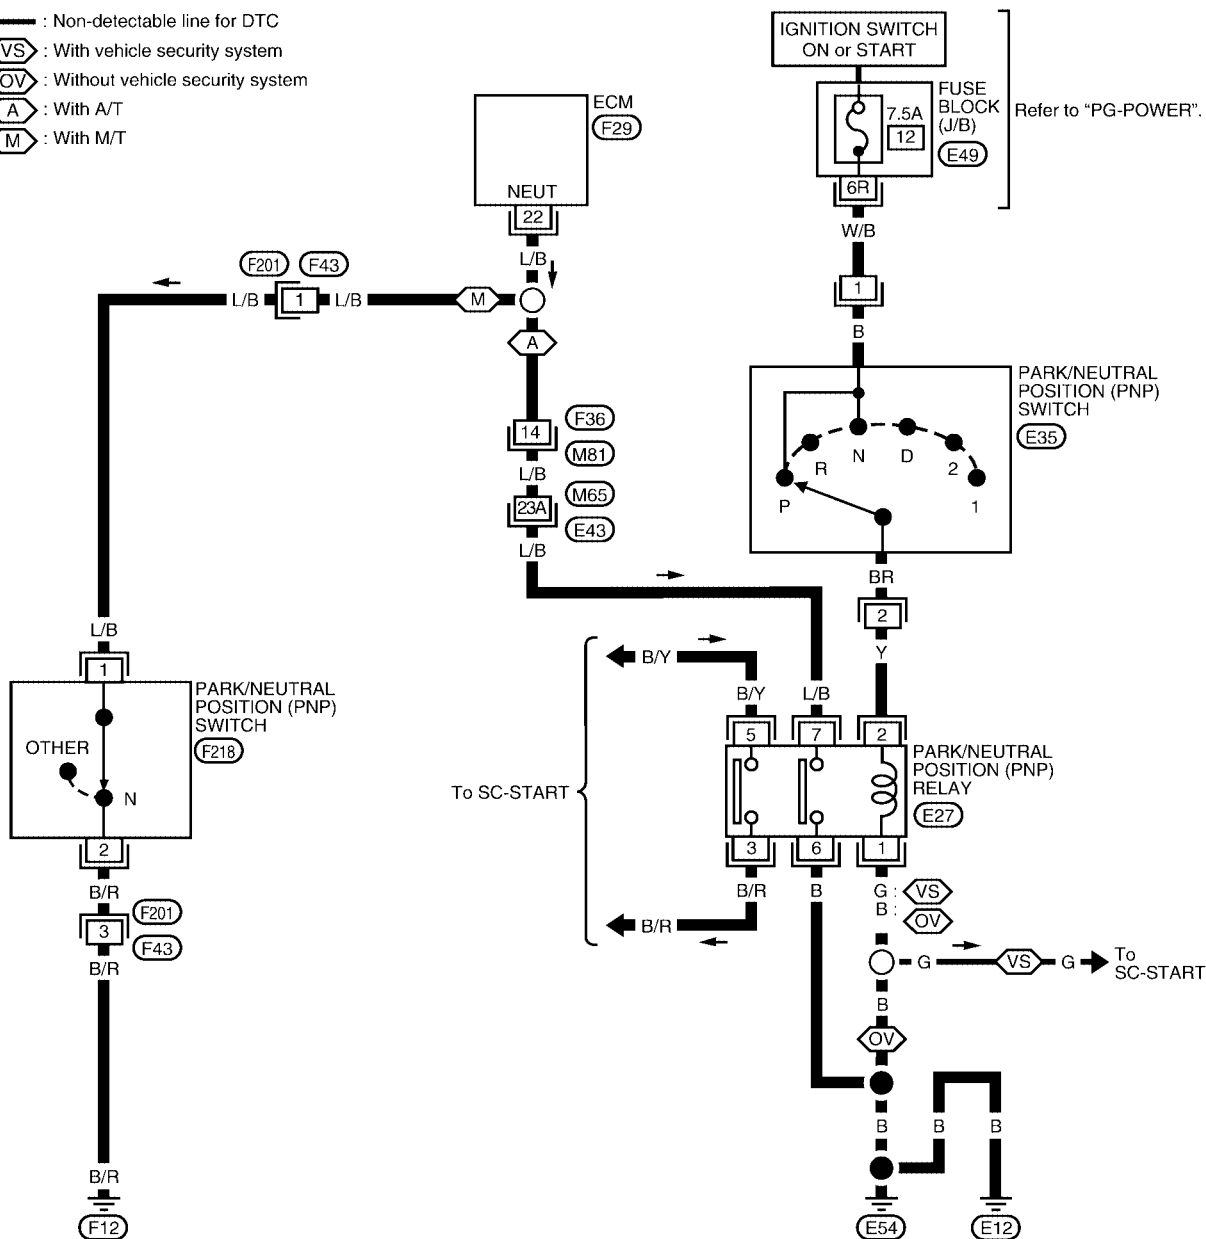 : Non-detectable line for DTC
VS : With vehicle security system
OV : Without vehicle security system
A : With A/T
M : With M/T
IGNITION SWITCH
ON or START
FUSE
BLOCK
(J/B)
E49
7.5A
12
6R
Refer to “PG-POWER”.
ECM
F29
NEUT
22
L/B
W/B
F201 F43
L/B 1 L/B M
A
1
B
14
F36
M81
L/B
23A
M65
E43
L/B
PARK/NEUTRAL
POSITION (PNP)
SWITCH
E35
P R N D 2 1
BR
2
Y
L/B
1
PARK/NEUTRAL
POSITION (PNP)
SWITCH
F218
OTHER
N
2
B/R
3
F201
F43
B/R
B/R
F12
To SC-START
B/Y
B/Y L/B
5 7 2
PARK/NEUTRAL
POSITION (PNP)
RELAY
E27
3 6 1
B/R B G : VS
B : OV
B/R
G VS G To
SC-START
B
OV
B B B
E54 E12